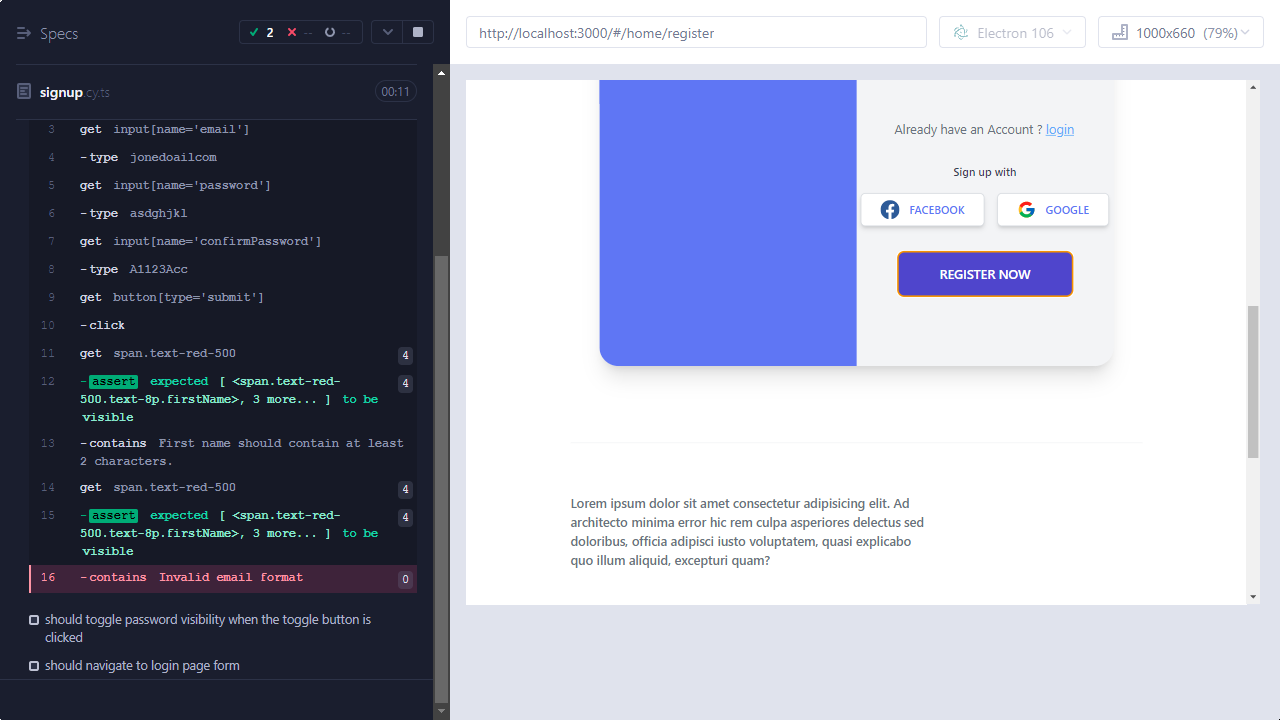 Specs
2 -- --
http://localhost:3000/#/home/register
Electron 106
1000x660 (79%)
signup.cy.ts
00:11
3 get input[name='email']
4 -type jonedoailcom
5 get input[name='password']
6 -type asdghjkl
7 get input[name='confirmPassword']
8 -type A1123Acc
9 get button[type='submit']
10 -click
11 get span.text-red-500 4
12 -assert expected [ <span.text-red- 4
500.text-8p.firstName>, 3 more... ] to be
visible
13 -contains First name should contain at least
2 characters.
14 get span.text-red-500 4
15 -assert expected [ <span.text-red- 4
500.text-8p.firstName>, 3 more... ] to be
visible
16 -contains Invalid email format 0
should toggle password visibility when the toggle button is
clicked
should navigate to login page form
Already have an Account ? login
Sign up with
FACEBOOK GOOGLE
REGISTER NOW
Lorem ipsum dolor sit amet consectetur adipisicing elit. Ad
architecto minima error hic rem culpa asperiores delectus sed
doloribus, officia adipisci iusto voluptatem, quasi explicabo
quo illum aliquid, excepturi quam?